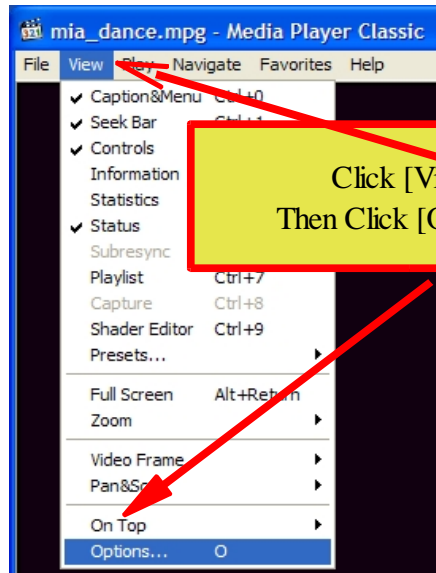 mia_dance.mpg - Media Player Classic
File View Play Navigate Favorites Help
Caption&Menu Ctrl+0
Seek Bar Ctrl+1
Controls
Information
Statistics
Status
Subresync
Playlist Ctrl+7
Capture Ctrl+8
Shader Editor Ctrl+9
Presets...
Full Screen Alt+Return
Zoom
Video Frame
On Top
Options... O
Click
Then Click